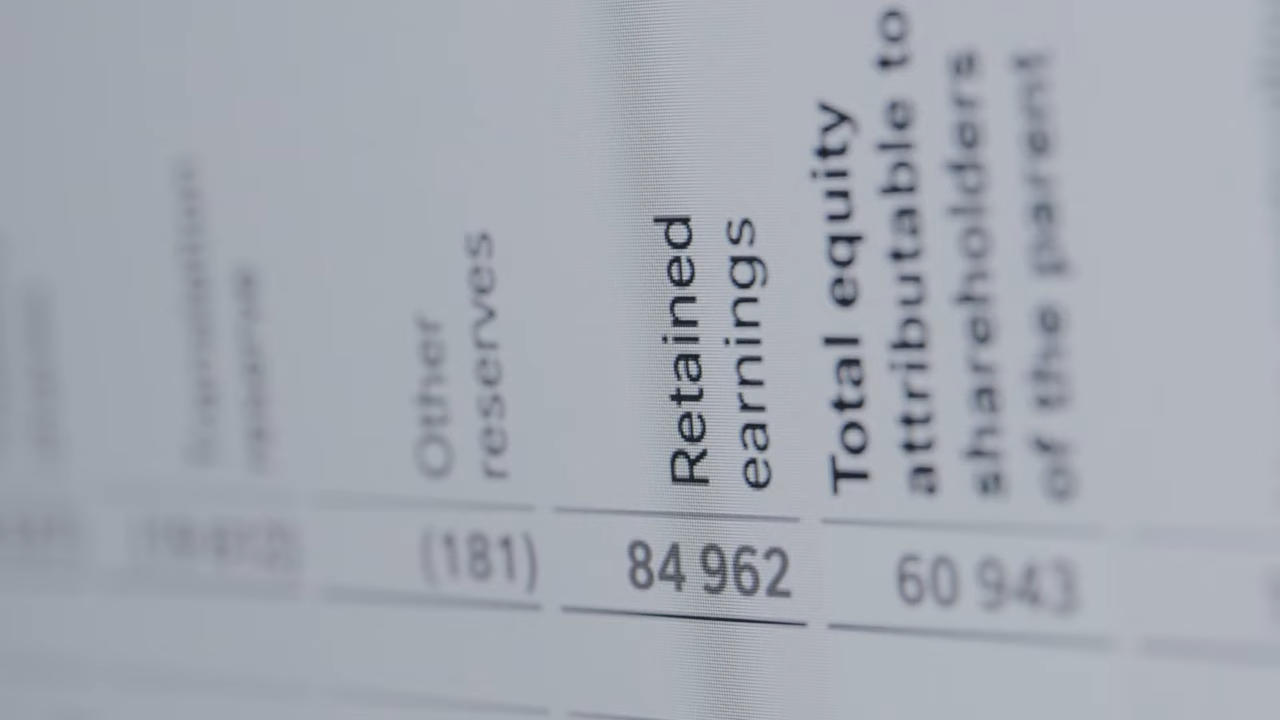 Other
reserves
Retained
earnings
Total equity
attributable to
shareholders
of the parent
(181)
84 962
60 943